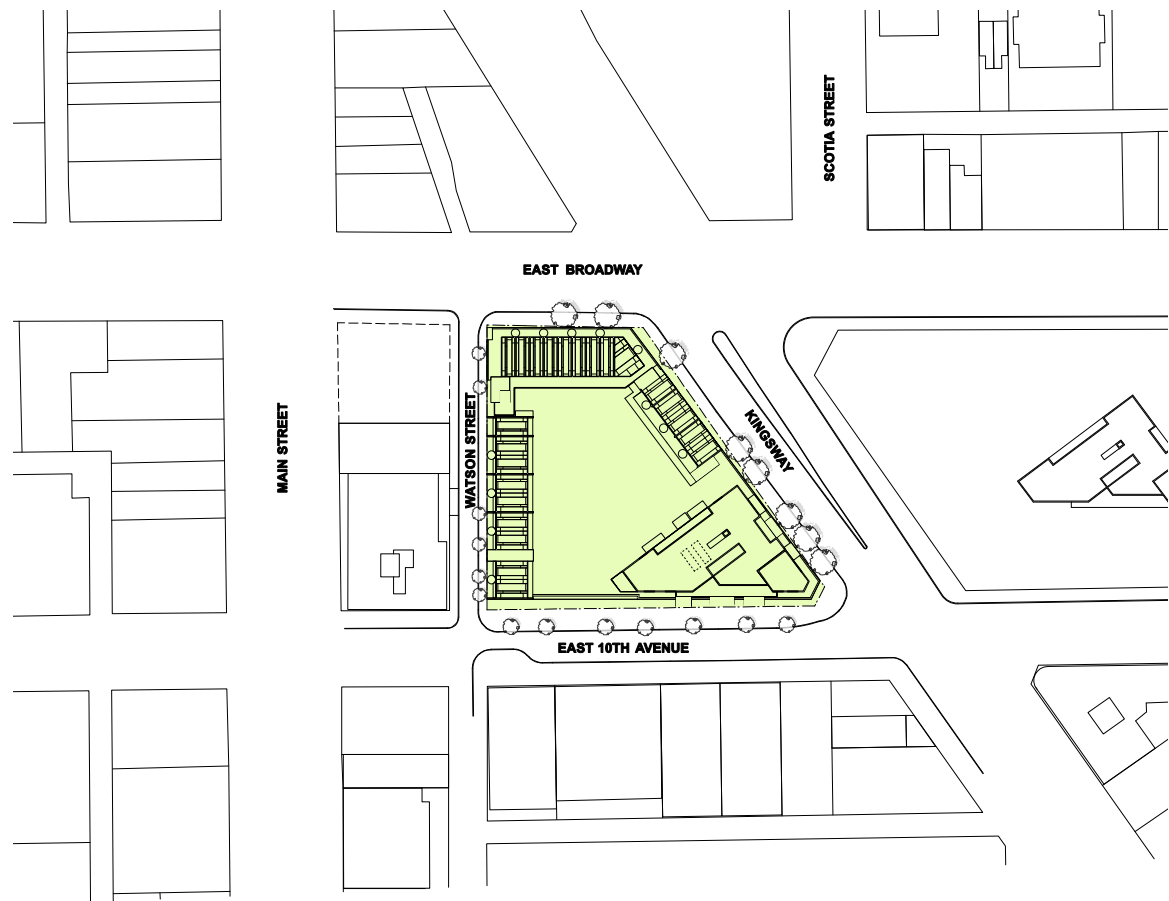 SCOTIA STREET
EAST BROADWAY
MAIN STREET
WATSON STREET
KINGSWAY
EAST 10TH AVENUE